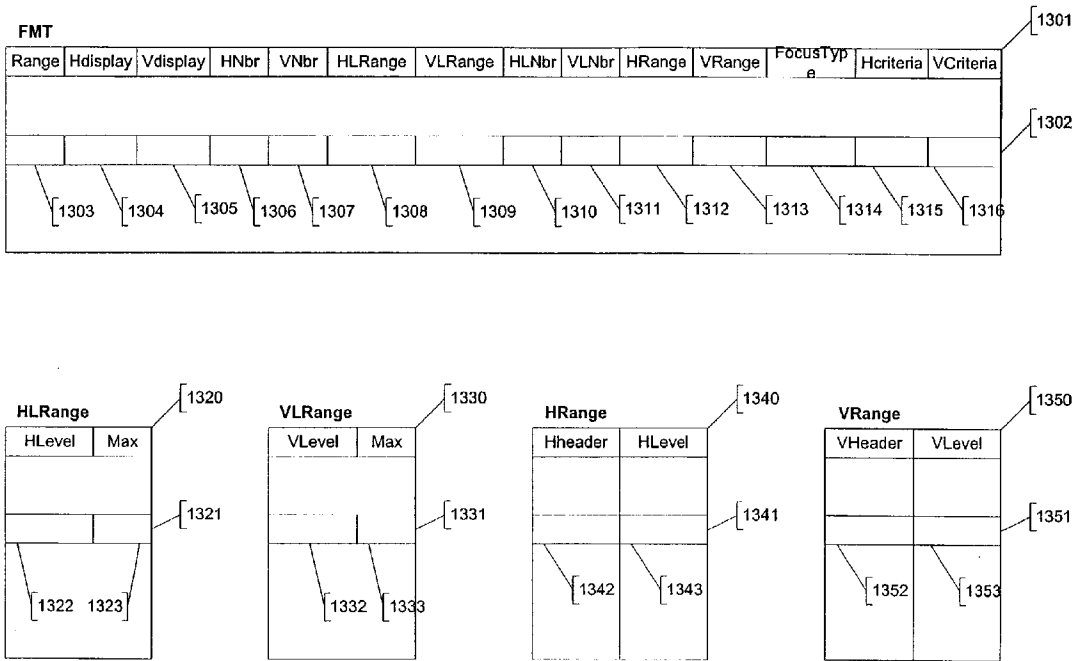 1301
FMT
Range Hdisplay Vdisplay HNbr VNbr HLRange VLRange HLNbr VLNbr HRange VRange FocusTyp e Hcriteria VCriteria
1302
1303 1304 1305 1306 1307 1308 1309 1310 1311 1312 1313 1314 1315 1316
1320 1330 1340 1350
HLRange VLRange HRange VRange
HLevel Max VLevel Max Hheader HLevel VHeader VLevel
1321 1331 1341 1351
1322 1323 1332 1333 1342 1343 1352 1353